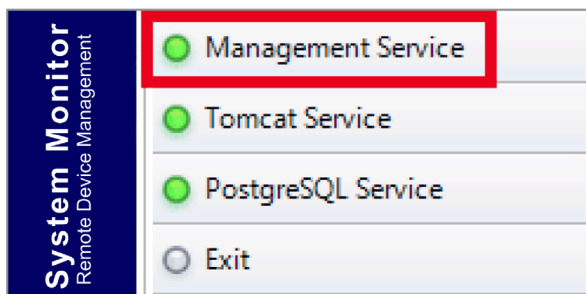 System Monitor
Remote Device Management
Management Service
Tomcat Service
PostgreSQL Service
Exit